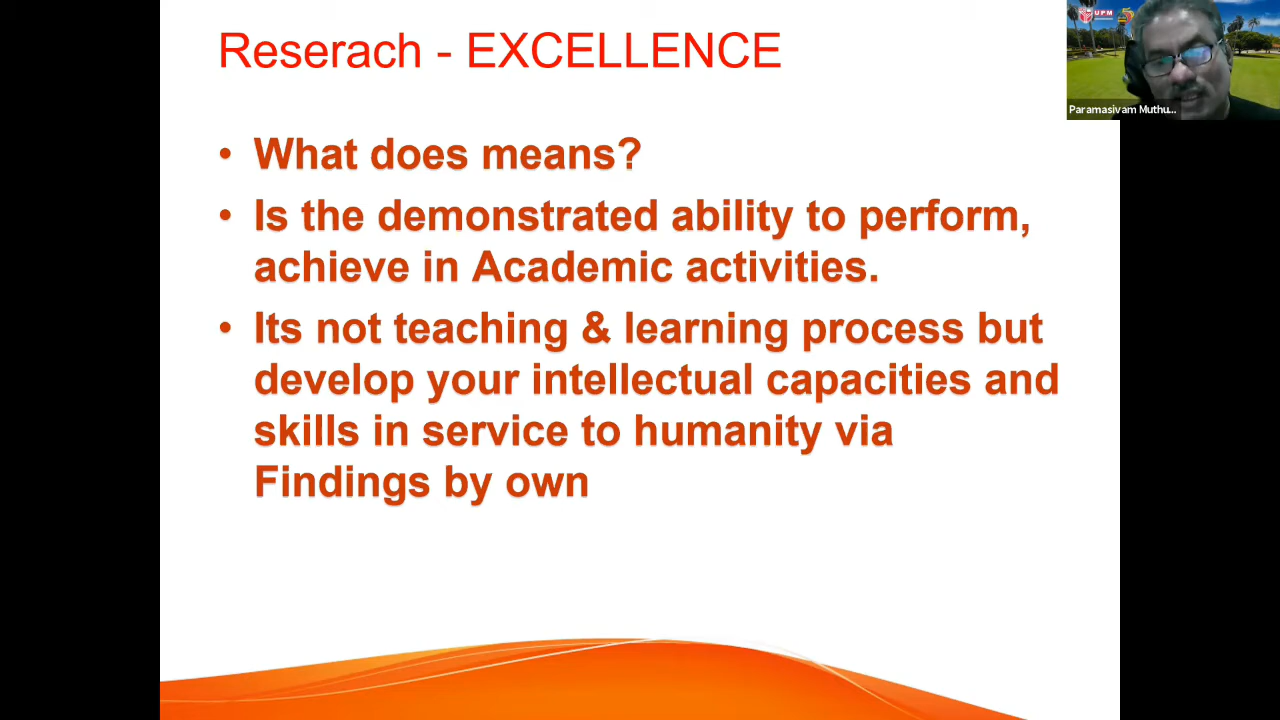 Reserach - EXCELLENCE
• What does means?
• Is the demonstrated ability to perform,
achieve in Academic activities.
• Its not teaching & learning process but
develop your intellectual capacities and
skills in service to humanity via
Findings by own
UPM
Paramasivam Muthu...